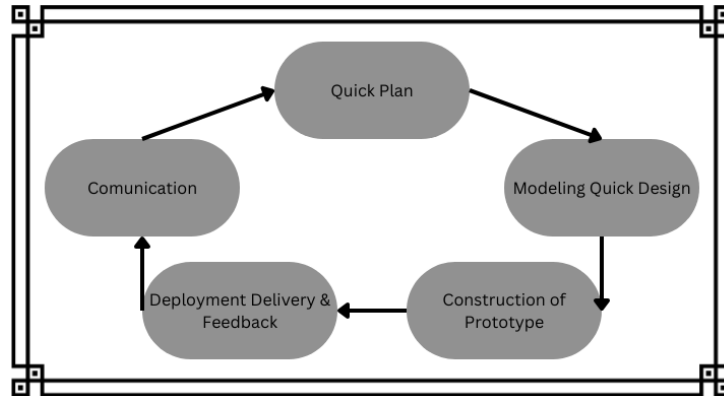 Quick Plan
Comunication
Modeling Quick Design
Deployment Delivery &
Feedback
Construction of
Prototype